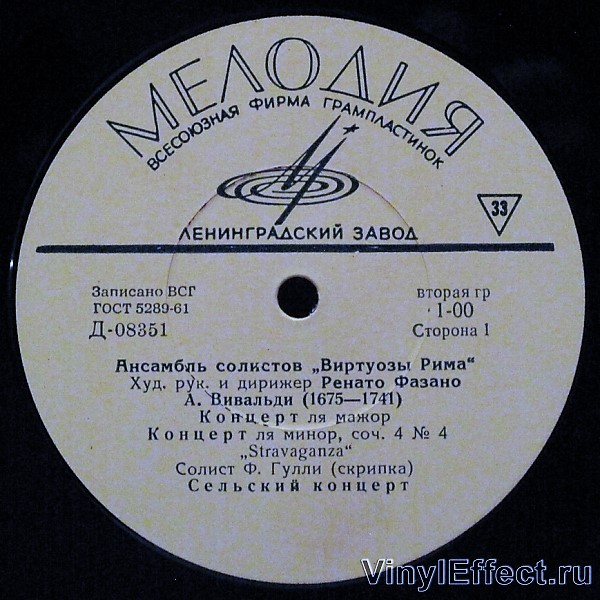 МЕЛОДИЯ
ВСЕСОЮЗНАЯ ФИРМА ГРАМПЛАСТИНОК
33
ЛЕНИНГРАДСКИЙ ЗАВОД
Записано ВСГ
ГОСТ 5289-61
Д-08351
вторая гр
1-00
Сторона 1
Ансамбль солистов „Виртуозы Рима“
Худ. рук. и дирижер Ренато Фазано
А. Вивальди (1675—1741)
Концерт ля мажор
Концерт ля минор, соч. 4 № 4
„Stravaganza“
Солист Ф. Гулли (скрипка)
Сельский концерт
VinylEffect.ru